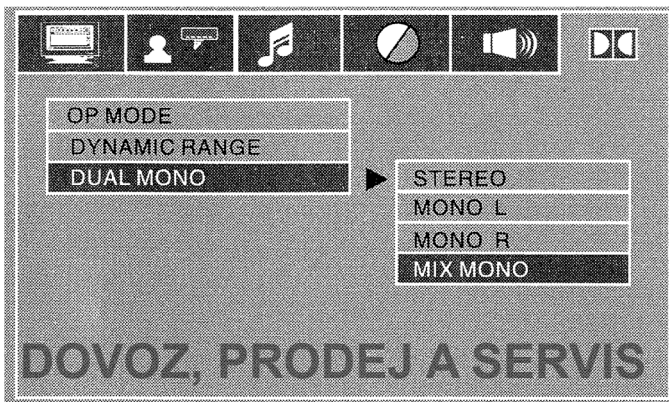 OP MODE
DYNAMIC RANGE
DUAL MONO
STEREO
MONO L
MONO R
MIX MONO
DOVOZ, PRODEJ A SERVIS